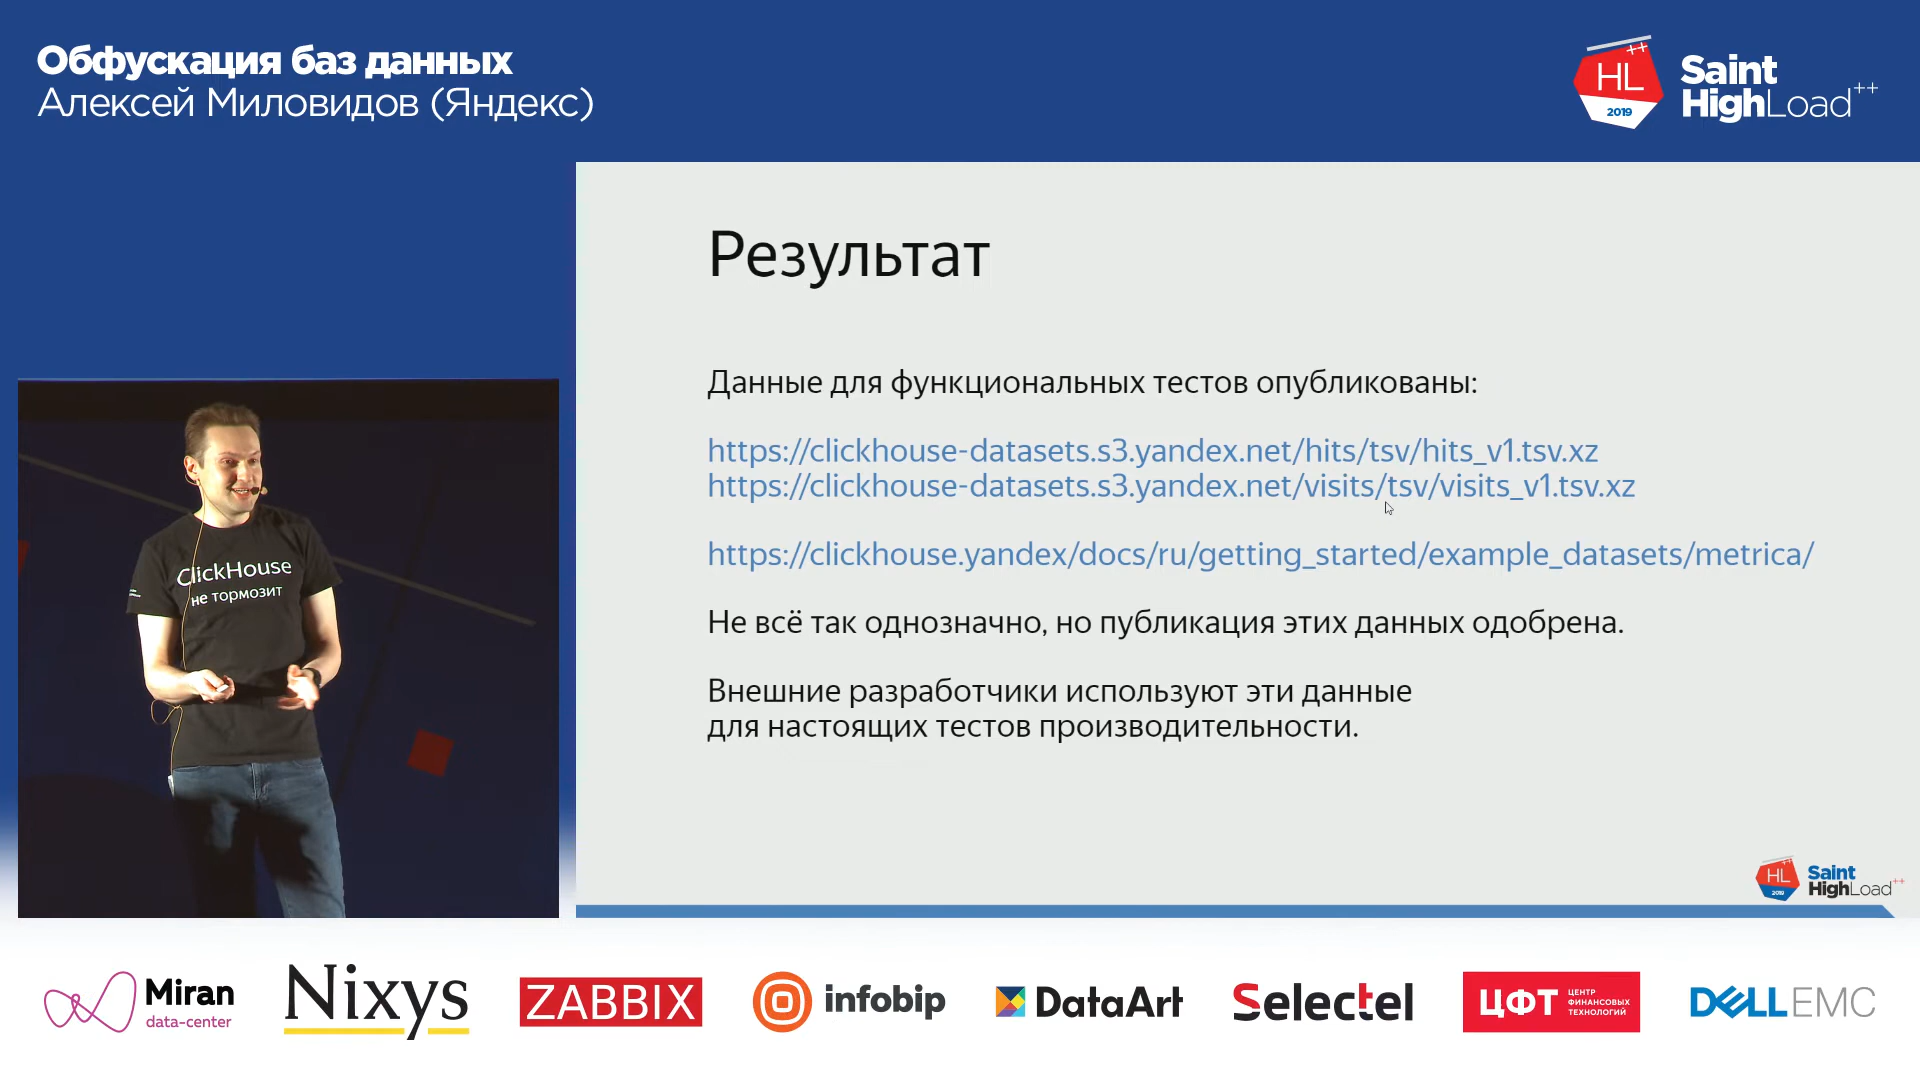 Обфускация баз данных
Алексей Миловидов (Яндекс)
HL
++
2019
Saint
HighLoad++
Результат
Данные для функциональных тестов опубликованы:
https://clickhouse-datasets.s3.yandex.net/hits/tsv/hits_v1.tsv.xz
https://clickhouse-datasets.s3.yandex.net/visits/tsv/visits_v1.tsv.xz
https://clickhouse.yandex/docs/ru/getting_started/example_datasets/metrica/
Не всё так однозначно, но публикация этих данных одобрена.
Внешние разработчики используют эти данные
для настоящих тестов производительности.
ClickHouse
не тормозит
HL
2019
Saint
HighLoad++
Miran
data-center
Nixys
ZABBIX
infobip
DataArt
Selectel
ЦФТ
ЦЕНТР
ФИНАНСОВЫХ
ТЕХНОЛОГИЙ
DELLEMC